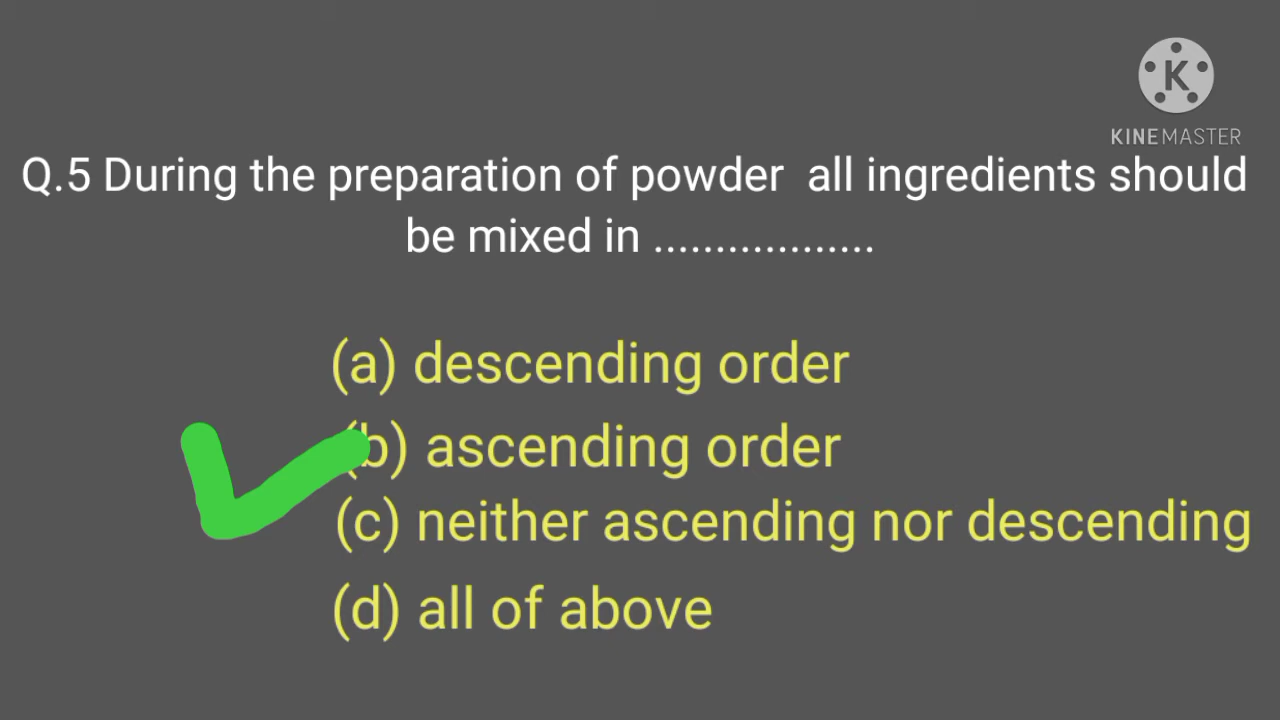 K
KINEMASTER
Q.5 During the preparation of powder all ingredients should
be mixed in ..................
(a) descending order
(b) ascending order
(c) neither ascending nor descending
(d) all of above